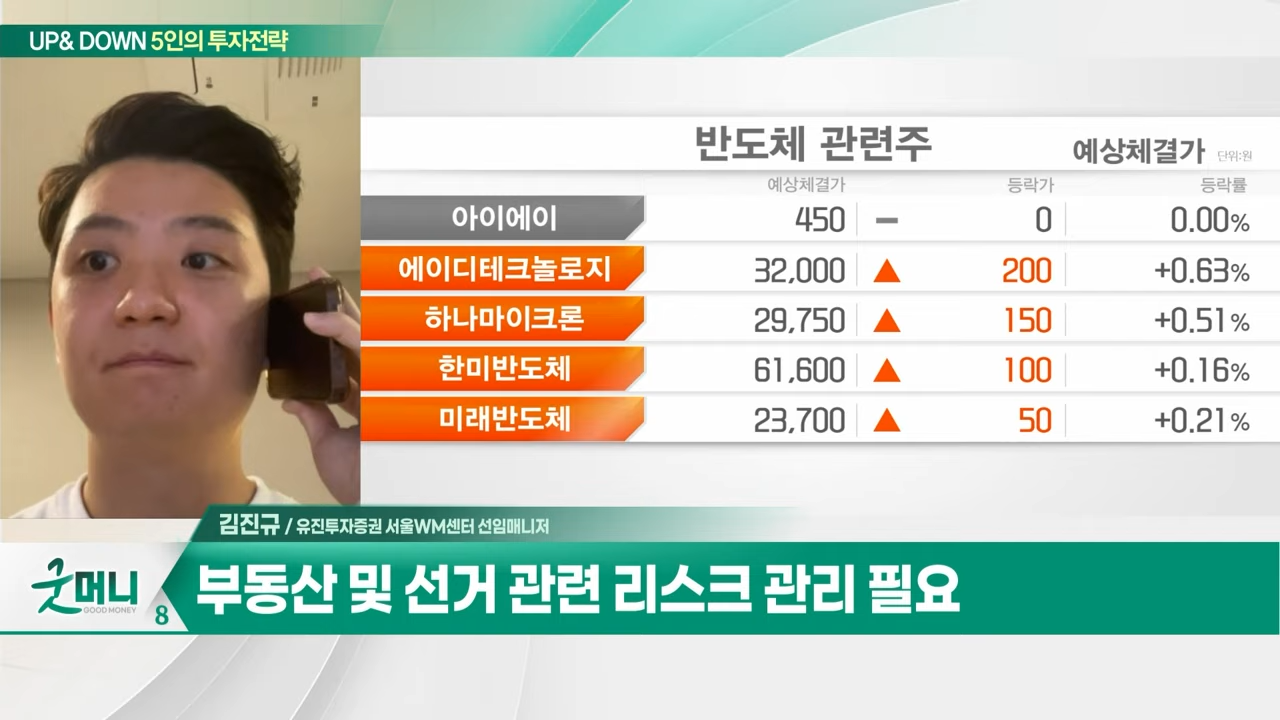 UP& DOWN 5인의 투자전략
반도체 관련주 예상체결가 단위:원
예상체결가 등락가 등락률
아이에이 450 － 0 0.00%
에이디테크놀로지 32,000 ▲ 200 +0.63%
하나마이크론 29,750 ▲ 150 +0.51%
한미반도체 61,600 ▲ 100 +0.16%
미래반도체 23,700 ▲ 50 +0.21%
김진규 / 유진투자증권 서울WM센터 선임매니저
굿머니
GOOD MONEY
8
부동산 및 선거 관련 리스크 관리 필요